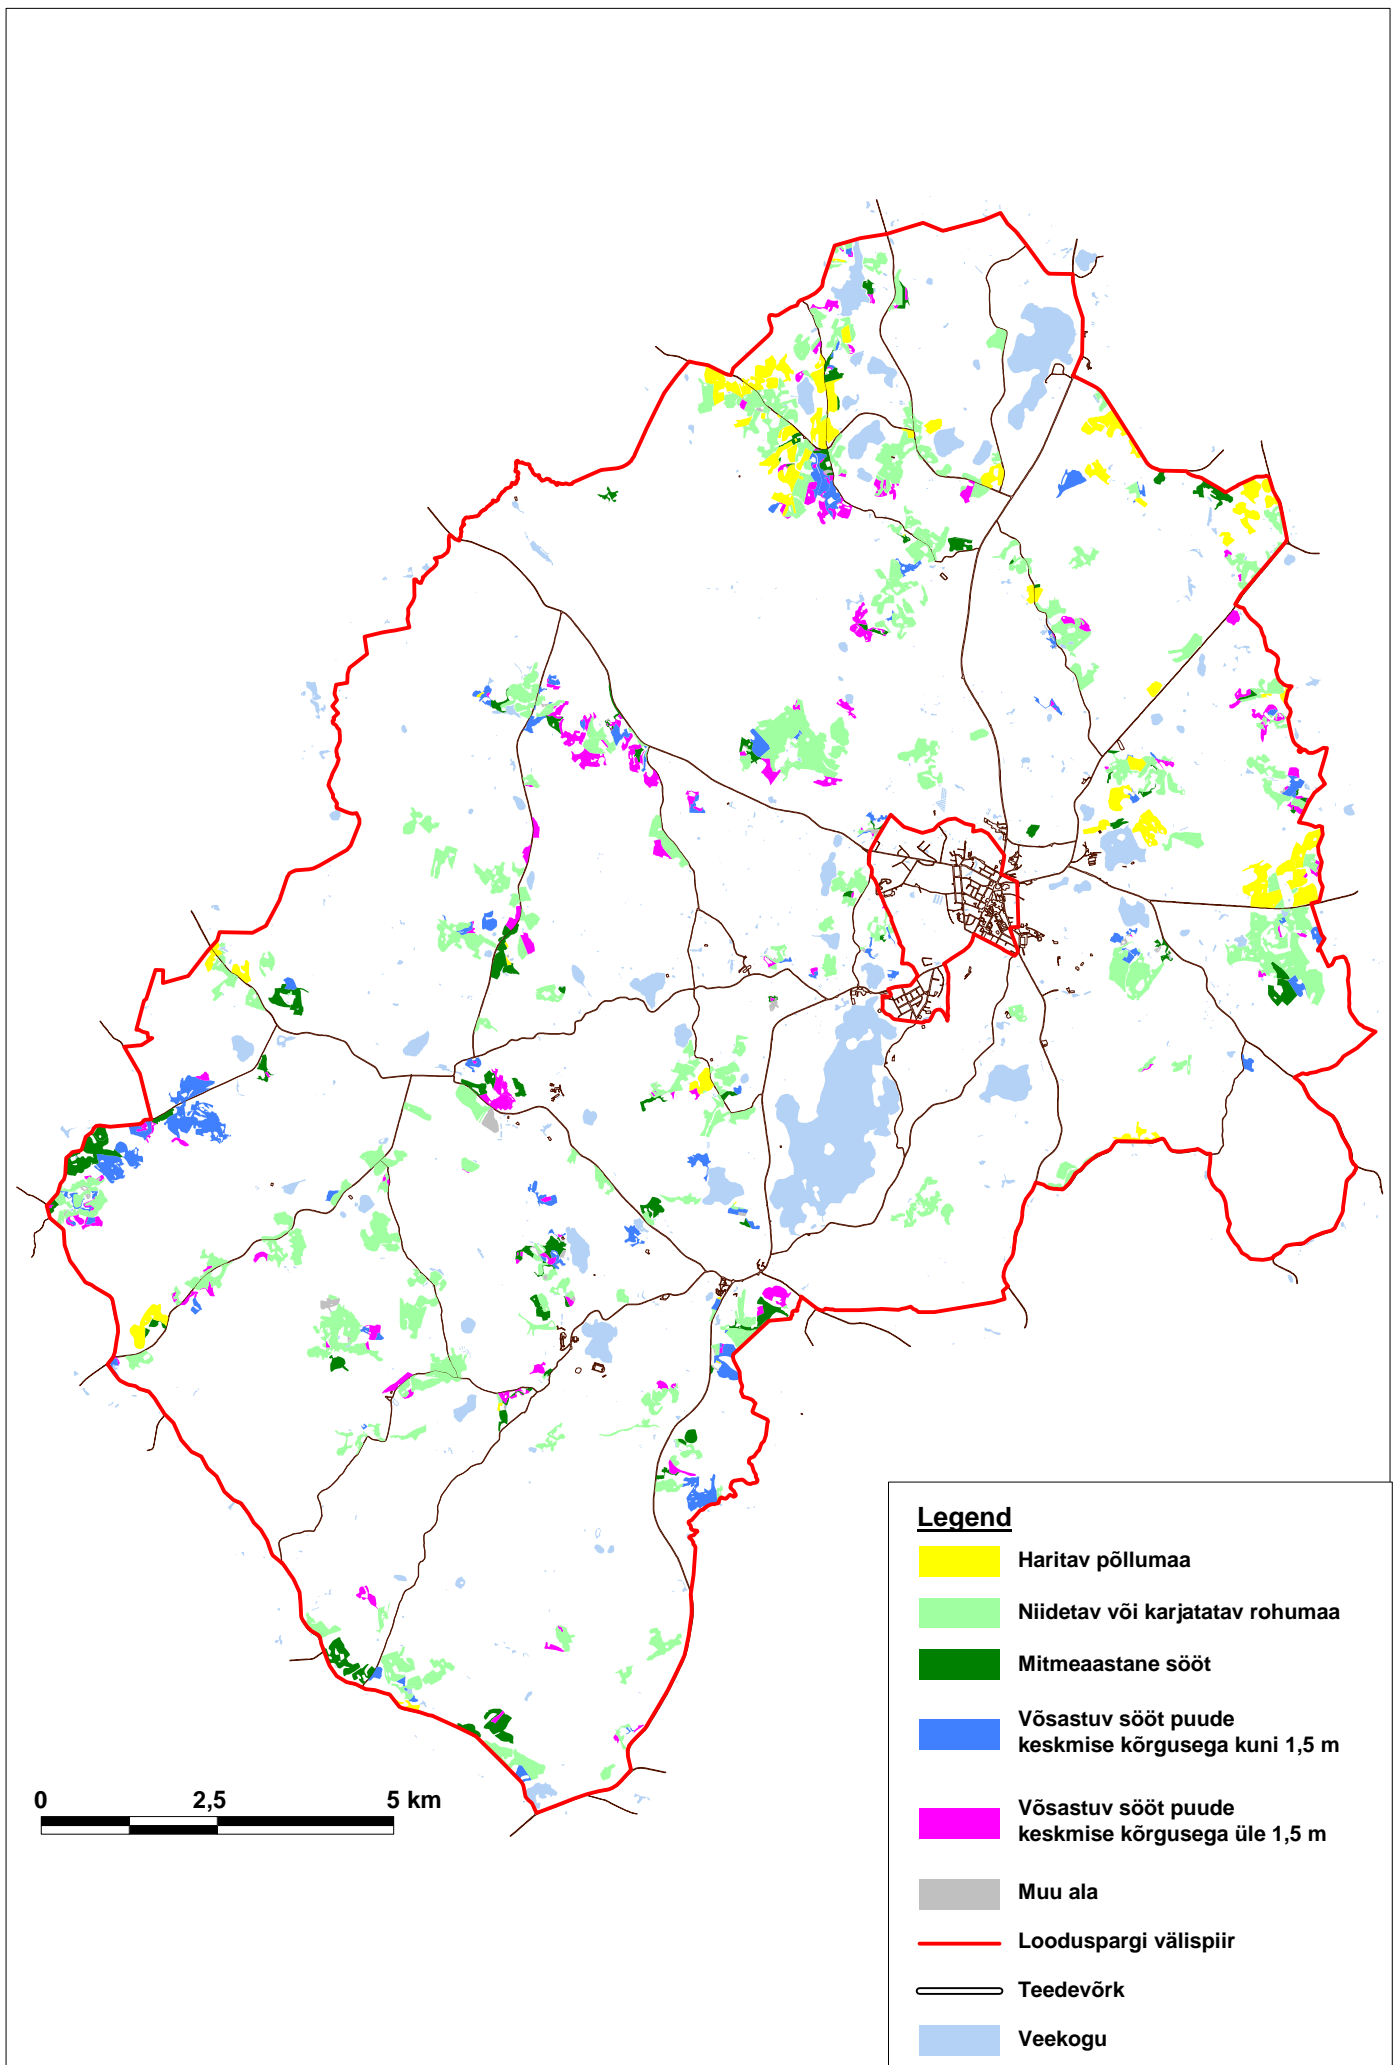 Legend
Haritav põllumaa
Niidetav või karjatatav rohumaa
Mitmeaastane sööt
Võsastuv sööt puude
keskmise kõrgusega kuni 1,5 m
Võsastuv sööt puude
keskmise kõrgusega üle 1,5 m
Muu ala
Looduspargi välispiir
Teedevõrk
Veekogu
0 2,5 5 km